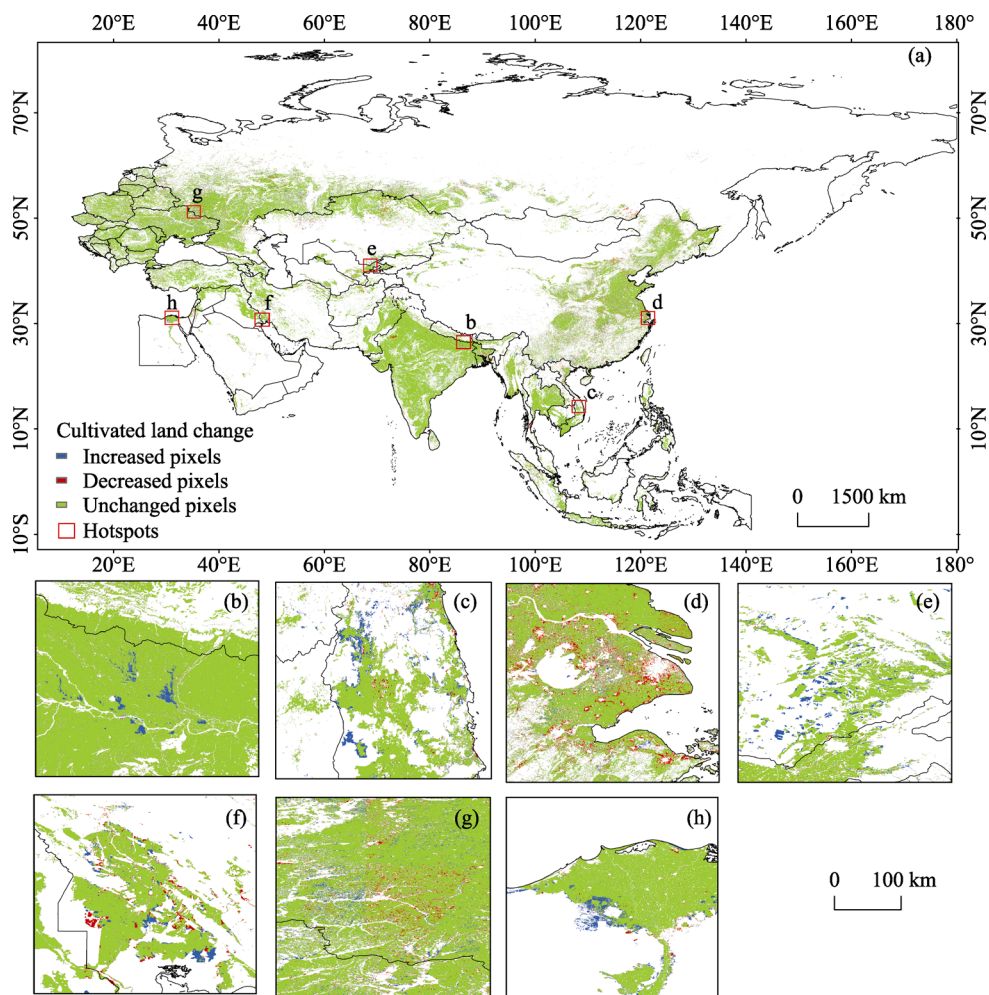 20° 40° 60° 80° 100° 120° 140° 160° 180°
(a)
70°N 70°N
g
50°N 50°N
e
h f d
30°N 30°N
b
c
Cultivated land change
10°N 10°N
Increased pixels
Decreased pixels
Unchanged pixels
0 1500 km
Hotspots
10°S 10°S
20° 40° 60° 80° 100° 120° 140° 160° 180°
(b) (c) (d) (e)
(f) (g) (h)
0 100 km